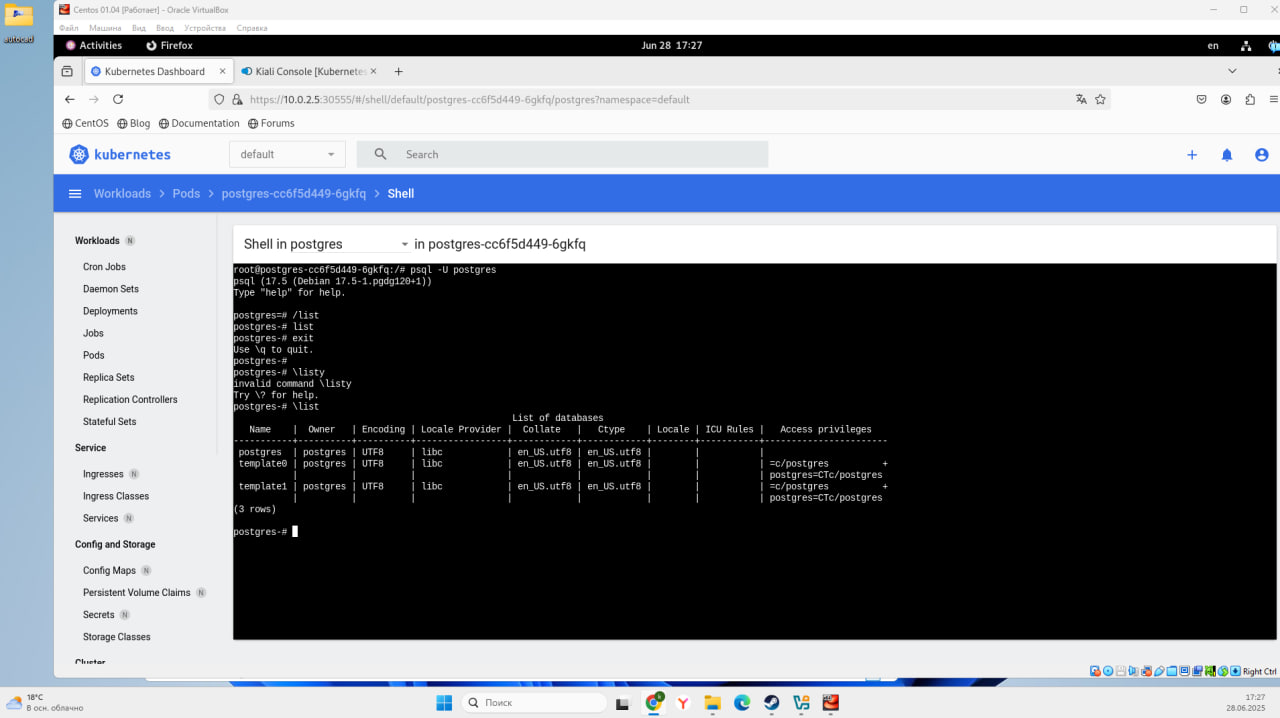 autocad
Centos 01.04 [Работает] - Oracle VirtualBox
Файл Машина Вид Ввод Устройства Справка
Activities Firefox Jun 28 17:27 en
Kubernetes Dashboard × Kiali Console [Kubernetes × +
https://10.0.2.5:30555/#/shell/default/postgres-cc6f5d449-6gkfq/postgres?namespace=default
CentOS Blog Documentation Forums
kubernetes default Search
Workloads > Pods > postgres-cc6f5d449-6gkfq > Shell
Workloads N
Cron Jobs
Daemon Sets
Deployments
Jobs
Pods
Replica Sets
Replication Controllers
Stateful Sets
Service
Ingresses N
Ingress Classes
Services N
Config and Storage
Config Maps N
Persistent Volume Claims N
Secrets N
Storage Classes
Cluster
Shell in postgres in postgres-cc6f5d449-6gkfq
root@postgres-cc6f5d449-6gkfq:/# psql -U postgres
psql (17.5 (Debian 17.5-1.pgdg120+1))
Type "help" for help.
postgres=# /list
postgres-# list
postgres-# exit
Use \q to quit.
postgres-#
postgres-# \listy
invalid command \listy
Try \? for help.
postgres-# \list
List of databases
Name | Owner | Encoding | Locale Provider | Collate | Ctype | Locale | ICU Rules | Access privileges
-----------+----------+----------+-----------------+------------+------------+--------+-----------+-----------------------
postgres | postgres | UTF8 | libc | en_US.utf8 | en_US.utf8 | | |
template0 | postgres | UTF8 | libc | en_US.utf8 | en_US.utf8 | | | =c/postgres +
| | | | | | | | postgres=CTc/postgres
template1 | postgres | UTF8 | libc | en_US.utf8 | en_US.utf8 | | | =c/postgres +
| | | | | | | | postgres=CTc/postgres
(3 rows)
postgres-#
Right Ctrl
18°C
В осн. облачно
Поиск
17:27
28.06.2025